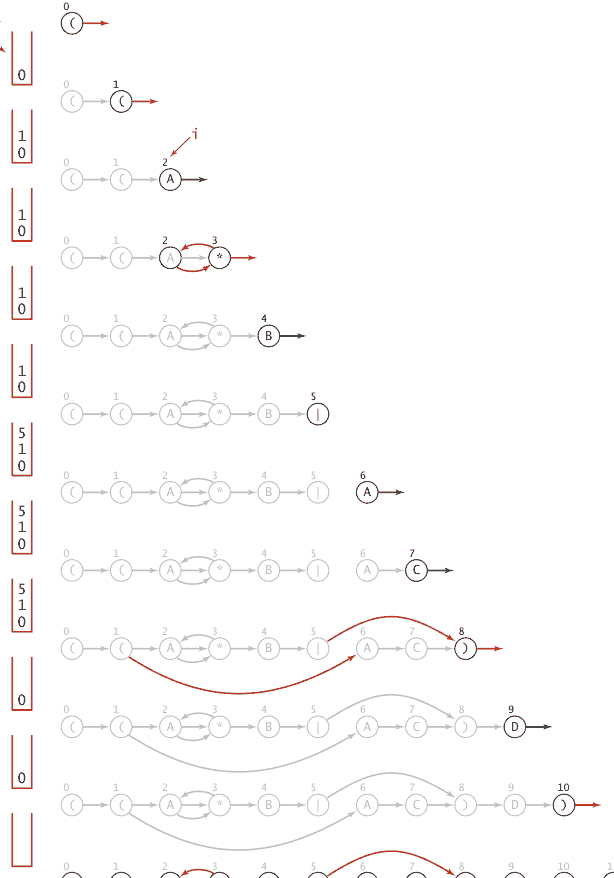 0
0
(
0 1
1
0
( (
i
0 1 2
1
0
( ( A
0 1 2 3
1
0
( ( A *
0 1 2 3 4
1
0
( ( A * B
0 1 2 3 4 5
5
1
0
( ( A * B |
0 1 2 3 4 5 6
5
1
0
( ( A * B | A
0 1 2 3 4 5 6 7
5
1
0
( ( A * B | A C
0 1 2 3 4 5 6 7 8
0
( ( A * B | A C )
0 1 2 3 4 5 6 7 8 9
0
( ( A * B | A C ) D
0 1 2 3 4 5 6 7 8 9 10
( ( A * B | A C ) D )
0 1 2 3 4 5 6 7 8 9 10